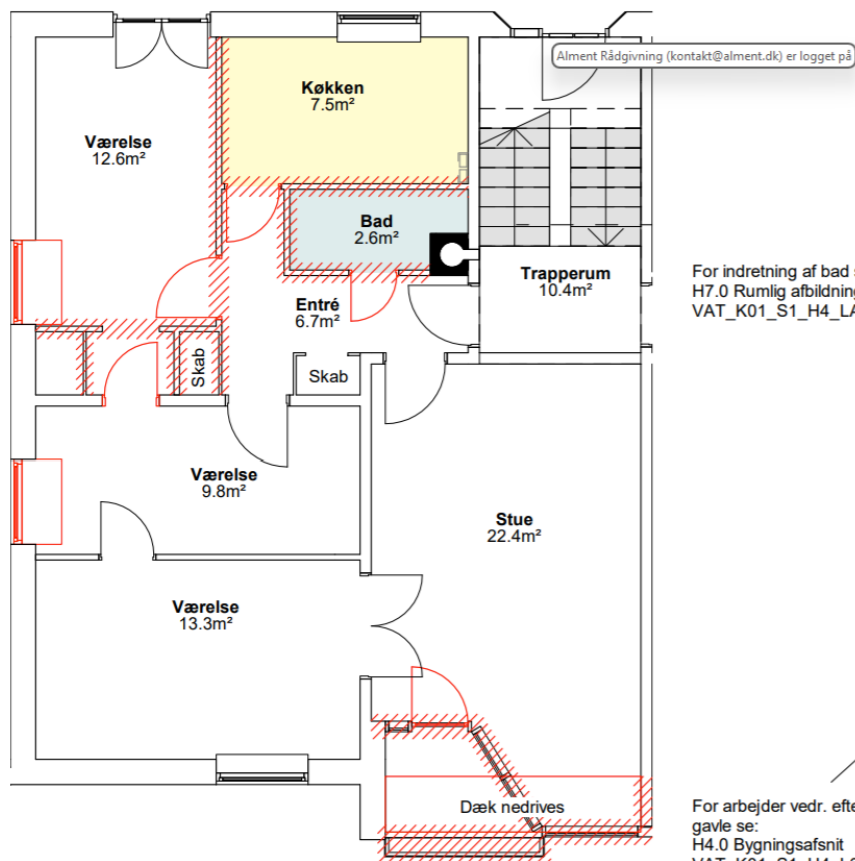 Alment Rådgivning (kontakt@alment.dk) er logget på
Køkken
7.5m²
Værelse
12.6m²
Bad
2.6m²
Trapperum
10.4m²
For indretning af bad s
H7.0 Rumlig afbildning
VAT_K01_S1_H4_LA
Entré
6.7m²
Skab
Skab
Værelse
9.8m²
Stue
22.4m²
Værelse
13.3m²
Dæk nedrives
For arbejder vedr. efte
gavle se:
H4.0 Bygningsafsnit